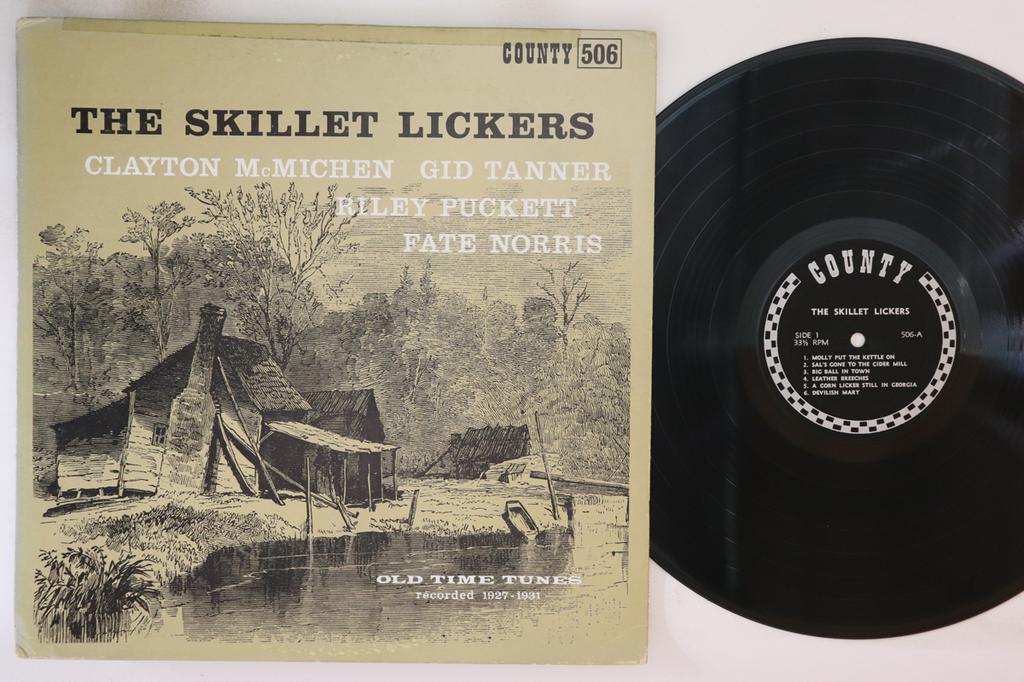 COUNTY 506
THE SKILLET LICKERS
CLAYTON McMICHEN GID TANNER
RILEY PUCKETT
FATE NORRIS
OLD TIME TUNES
recorded 1927-1931
COUNTY
THE SKILLET LICKERS
SIDE 1 506-A
33⅓ RPM
1. MOLLY PUT THE KETTLE ON
2. SAL'S GONE TO THE CIDER MILL
3. BIG BALL IN TOWN
4. LEATHER BREECHES
5. A CORN LICKER STILL IN GEORGIA
6. DEVILISH MARY